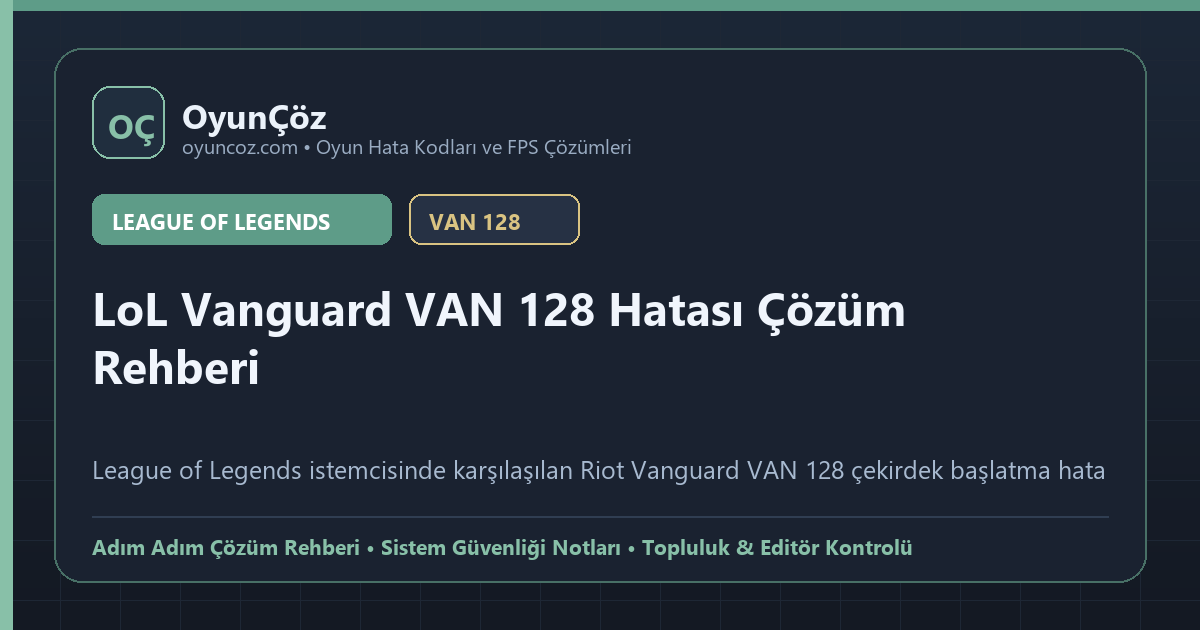 OÇ
OyunÇöz
oyuncoz.com • Oyun Hata Kodları ve FPS Çözümleri
LEAGUE OF LEGENDS
VAN 128
LoL Vanguard VAN 128 Hatası Çözüm
Rehberi
League of Legends istemcisinde karşılaşılan Riot Vanguard VAN 128 çekirdek başlatma hata
Adım Adım Çözüm Rehberi • Sistem Güvenliği Notları • Topluluk & Editör Kontrolü